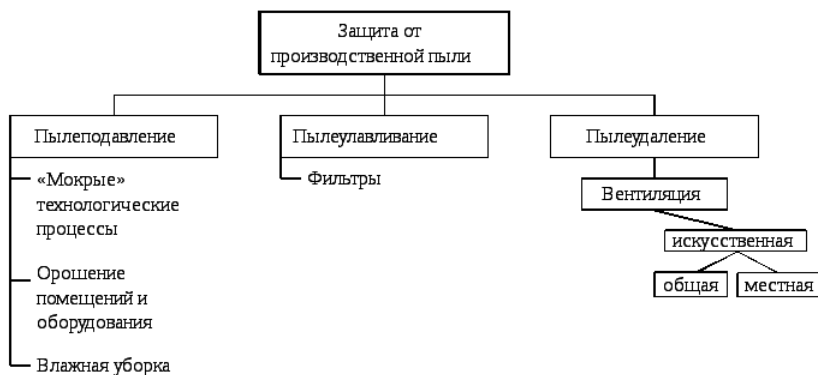 Защита от
производственной пыли
Пылеподавление
Пылеулавливание
Пылеудаление
«Мокрые»
технологические
процессы
Орошение
помещений и
оборудования
Влажная уборка
Фильтры
Вентиляция
искусственная
общая
местная